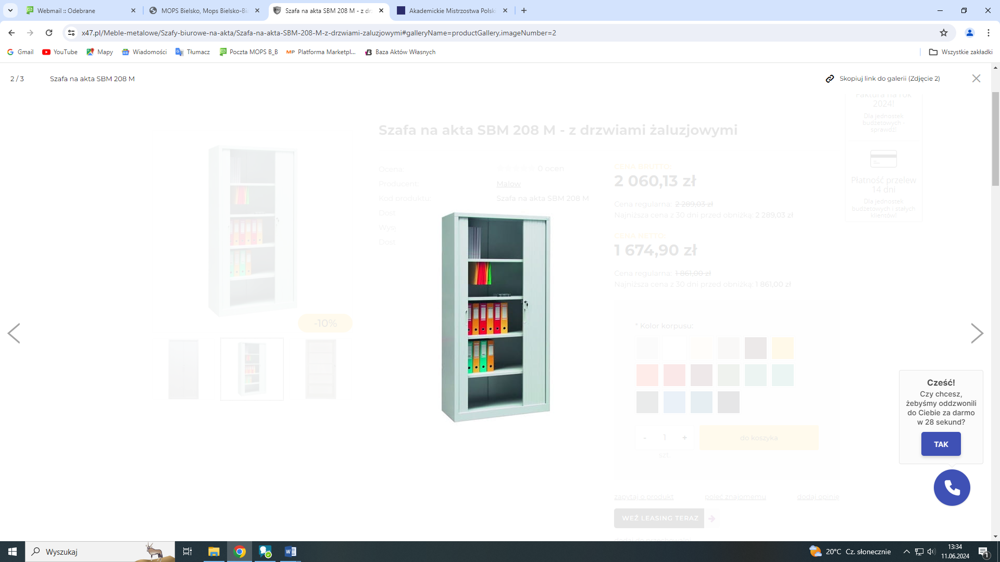 Webmail :: Odebrane
MOPS Bielsko, Mops Bielsko-Bi
Szafa na akta SBM 208 M - z drz
Akademickie Mistrzostwa Polsk
x47.pl/Meble-metalowe/Szafy-biurowe-na-akta/Szafa-na-akta-SBM-208-M-z-drzwiami-zaluzjowymi#galleryName=productGallery,imageNumber=2
Gmail
YouTube
Mapy
Wiadomości
Tłumacz
Poczta MOPS B_B
MP Platforma Marketpl...
Baza Aktów Własnych
Wszystkie zakładki
2 / 3
Szafa na akta SBM 208 M
Skopiuj link do galerii (Zdjęcie 2)
Faktura na rok
2024!
Dla jednostek
budżetowych -
sprawdź!
Płatność przelew
14 dni
Dla jednostek
budżetowych i stałych
klientów!
Szafa na akta SBM 208 M - z drzwiami żaluzjowymi
Ocena:
0 ocen
Producent:
Malow
Kod produktu:
Szafa na akta SBM 208 M
Dost
Wysy
Dost
CENA BRUTTO:
2 060,13 zł
Cena regularna: 2 289,03 zł
Najniższa cena z 30 dni przed obniżką: 2 289,03 zł
CENA NETTO:
1 674,90 zł
Cena regularna: 1 861,00 zł
Najniższa cena z 30 dni przed obniżką: 1 861,00 zł
-10%
* Kolor korpusu:
- 1 +
szt.
do koszyka
zapytaj o produkt
poleć znajomemu
dodaj opinię
WEŹ LEASING TERAZ
dodaj do przechowalni
Cześć!
Czy chcesz,
żebyśmy oddzwonili
do Ciebie za darmo
w 28 sekund?
TAK
Wyszukaj
20°C Cz. słonecznie
13:34
11.06.2024
1